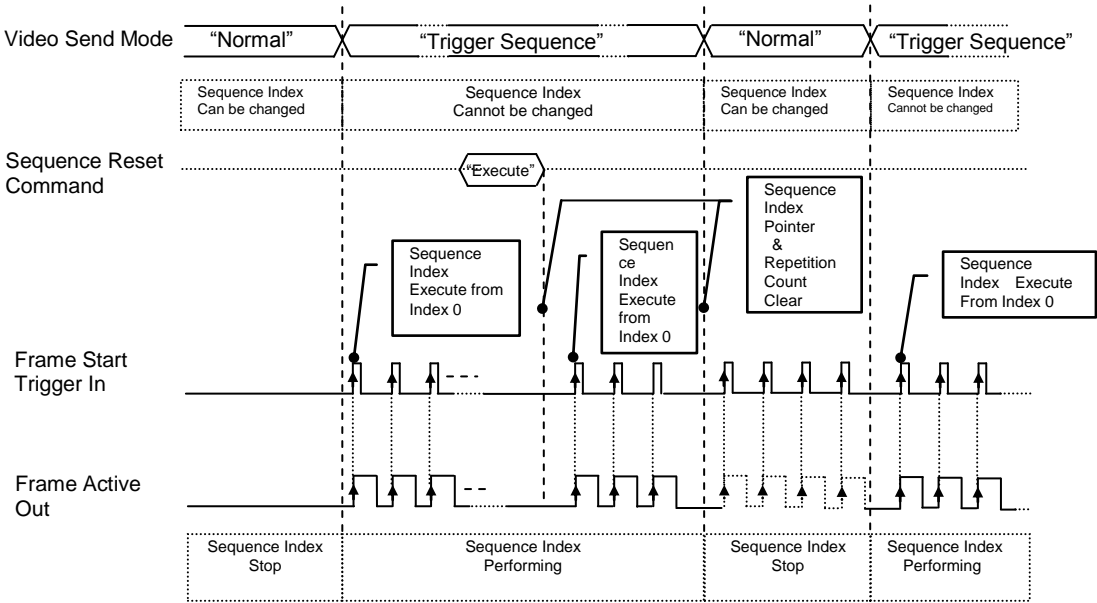 Video Send Mode
"Normal"
"Trigger Sequence"
"Normal"
"Trigger Sequence"
Sequence Index
Can be changed
Sequence Index
Cannot be changed
Sequence Index
Can be changed
Sequence Index
Cannot be changed
Sequence Reset
Command
"Execute"
Sequence
Index
Execute from
Index 0
Sequen
ce
Index
Execute
from
Index 0
Sequence
Index
Pointer
&
Repetition
Count
Clear
Sequence
Index Execute
From Index 0
Frame Start
Trigger In
Frame Active
Out
Sequence Index
Stop
Sequence Index
Performing
Sequence Index
Stop
Sequence Index
Performing